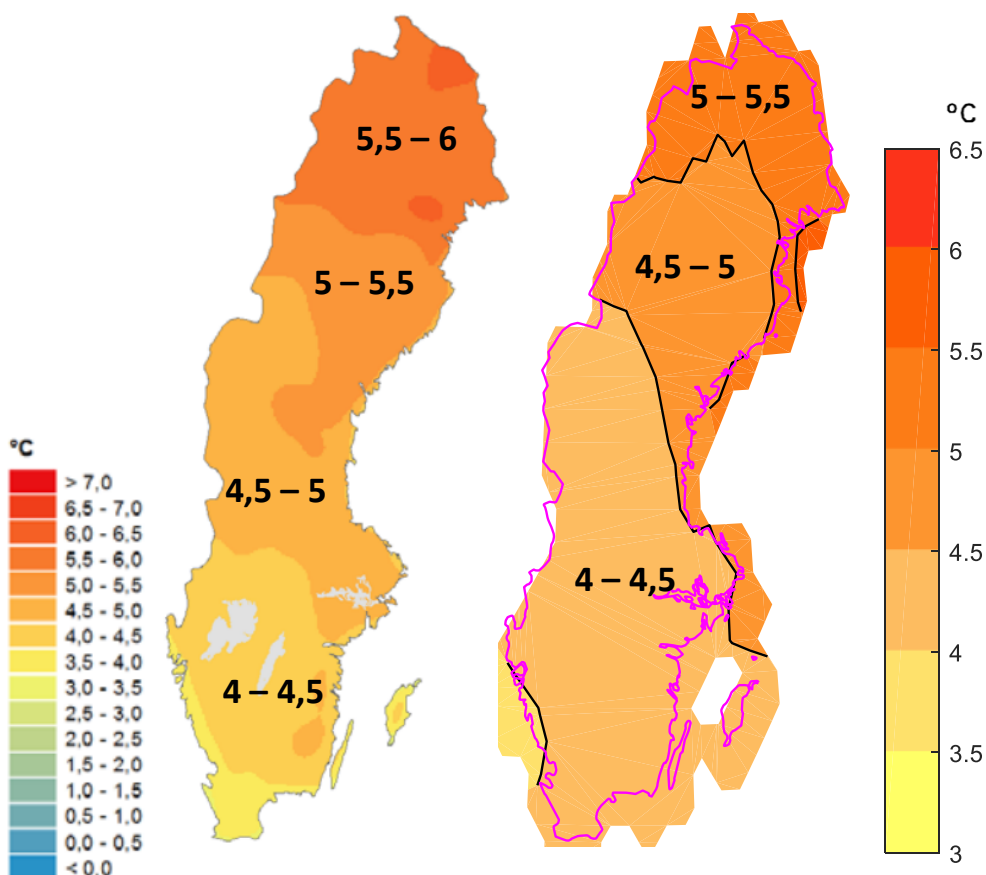 5,5 – 6
5 – 5,5
4,5 – 5
4 – 4,5
°C
> 7,0
6,5 - 7,0
6,0 - 6,5
5,5 - 6,0
5,0 - 5,5
4,5 - 5,0
4,0 - 4,5
3,5 - 4,0
3,0 - 3,5
2,5 - 3,0
2,0 - 2,5
1,5 - 2,0
1,0 - 1,5
0,5 - 1,0
0,0 - 0,5
< 0,0
5 – 5,5
4,5 – 5
4 – 4,5
°C
6.5
6
5.5
5
4.5
4
3.5
3